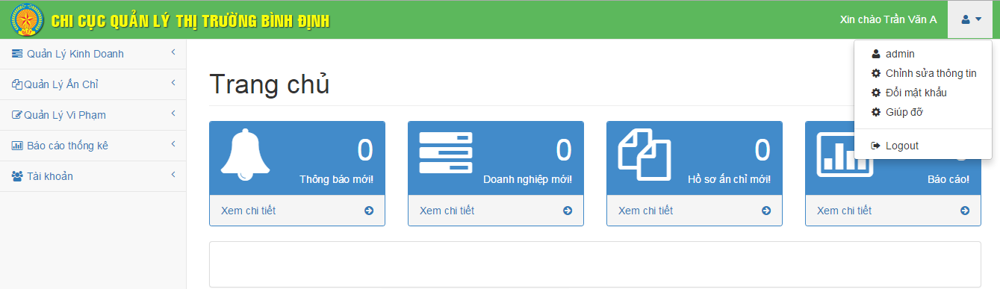 CHI CỤC QUẢN LÝ THỊ TRƯỜNG BÌNH ĐỊNH
Xin chào Trần Văn A
admin
Chỉnh sửa thông tin
Đổi mật khẩu
Giúp đỡ
Logout
Quản Lý Kinh Doanh
Quản Lý Ấn Chỉ
Quản Lý Vi Phạm
Báo cáo thống kê
Tài khoản
Trang chủ
0
Thông báo mới!
Xem chi tiết
0
Doanh nghiệp mới!
Xem chi tiết
0
Hồ sơ ấn chỉ mới!
Xem chi tiết
Báo cáo!
Xem chi tiết